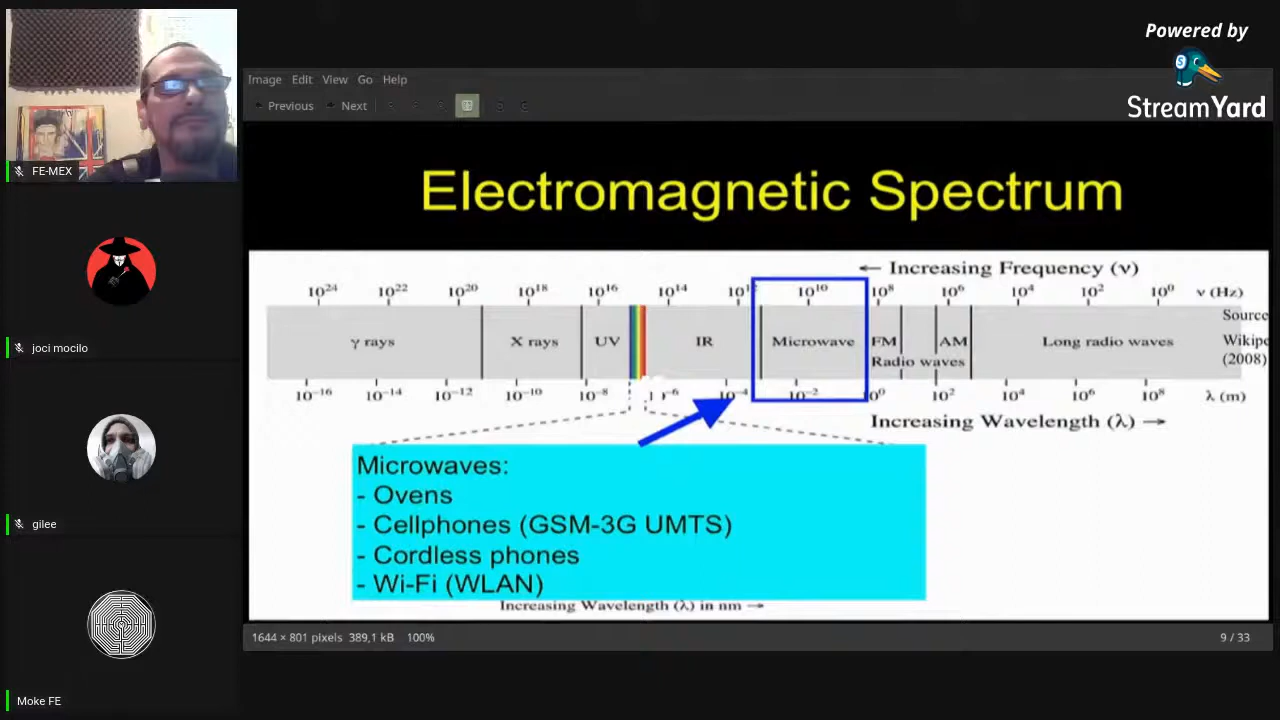 Powered by
StreamYard
FE-MEX
joci mocilo
gilee
Moke FE
Image Edit View Go Help
Previous Next
Electromagnetic Spectrum
← Increasing Frequency (ν)
10²⁴ 10²² 10²⁰ 10¹⁸ 10¹⁶ 10¹⁴ 10¹⁰ 10⁸ 10⁶ 10⁴ 10² 10⁰ ν (Hz)
γ rays X rays UV IR Microwave FM AM Long radio waves
Radio waves
Source
(2008)
10⁻¹⁶ 10⁻¹⁴ 10⁻¹² 10⁻¹⁰ 10⁻⁸ 10⁻⁴ 10⁻² 10⁰ 10² 10⁴ 10⁶ 10⁸ λ (m)
Increasing Wavelength (λ) →
Microwaves:
- Ovens
- Cellphones (GSM-3G UMTS)
- Cordless phones
- Wi-Fi (WLAN)
Increasing Wavelength (λ) in nm →
1644 × 801 pixels 389,1 kB 100% 9 / 33